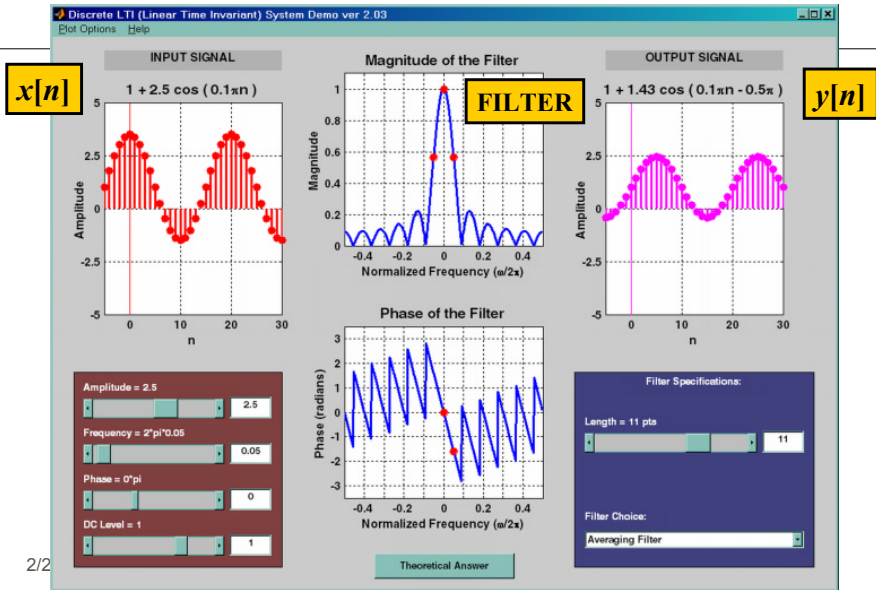 Discrete LTI (Linear Time Invariant) System Demo ver 2.03
Plot Options Help
x[n]
INPUT SIGNAL
1 + 2.5 cos ( 0.1πn )
5
2.5
0
-2.5
-5
Amplitude
0 10 20 30
n
Magnitude of the Filter
FILTER
1
0.8
0.6
0.4
0.2
0
Magnitude
-0.4 -0.2 0 0.2 0.4
Normalized Frequency (ω/2π)
OUTPUT SIGNAL
1 + 1.43 cos ( 0.1πn - 0.5π )
y[n]
5
2.5
0
-2.5
-5
Amplitude
0 10 20 30
n
Phase of the Filter
3
2
1
0
-1
-2
-3
Phase (radians)
-0.4 -0.2 0 0.2 0.4
Normalized Frequency (ω/2π)
Amplitude = 2.5
2.5
Frequency = 2*pi*0.05
0.05
Phase = 0*pi
0
DC Level = 1
1
Filter Specifications:
Length = 11 pts
11
Filter Choice:
Averaging Filter
Theoretical Answer
2/2